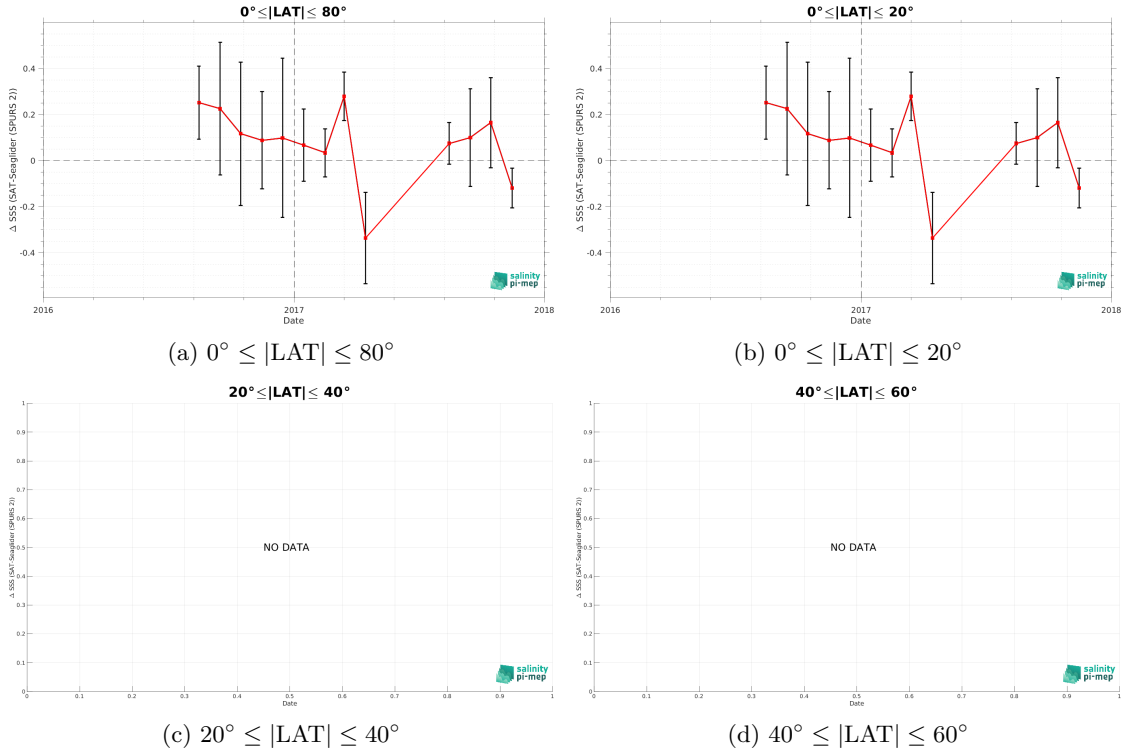 0°≤|LAT|≤ 80°
Δ SSS (SAT-Seaglider (SPURS 2))
0.4
0.2
0
-0.2
-0.4
2016
2017
2018
Date
salinity
pi-mep
(a) 0° ≤ |LAT| ≤ 80°
0°≤|LAT|≤ 20°
Δ SSS (SAT-Seaglider (SPURS 2))
0.4
0.2
0
-0.2
-0.4
2016
2017
2018
Date
salinity
pi-mep
(b) 0° ≤ |LAT| ≤ 20°
20°≤|LAT|≤ 40°
Δ SSS (SAT-Seaglider (SPURS 2))
1
0.9
0.8
0.7
0.6
0.5
0.4
0.3
0.2
0.1
0
NO DATA
0 0.1 0.2 0.3 0.4 0.5 0.6 0.7 0.8 0.9 1
Date
salinity
pi-mep
(c) 20° ≤ |LAT| ≤ 40°
40°≤|LAT|≤ 60°
Δ SSS (SAT-Seaglider (SPURS 2))
1
0.9
0.8
0.7
0.6
0.5
0.4
0.3
0.2
0.1
0
NO DATA
0 0.1 0.2 0.3 0.4 0.5 0.6 0.7 0.8 0.9 1
Date
salinity
pi-mep
(d) 40° ≤ |LAT| ≤ 60°